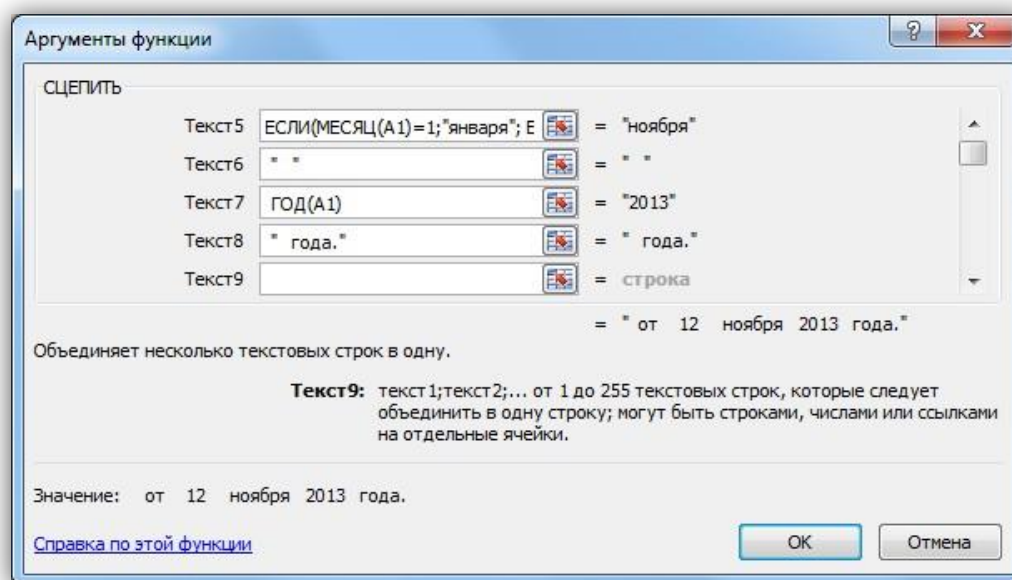 Аргументы функции
СЦЕПИТЬ
Текст5 ЕСЛИ(МЕСЯЦ(A1)=1;"января"; Е = "ноября"
Текст6 " " = " "
Текст7 ГОД(A1) = "2013"
Текст8 " года." = " года."
Текст9 = строка
= " от 12 ноября 2013 года."
Объединяет несколько текстовых строк в одну.
Текст9: текст1;текст2;... от 1 до 255 текстовых строк, которые следует
объединить в одну строку; могут быть строками, числами или ссылками
на отдельные ячейки.
Значение: от 12 ноября 2013 года.
Справка по этой функции
ОК Отмена